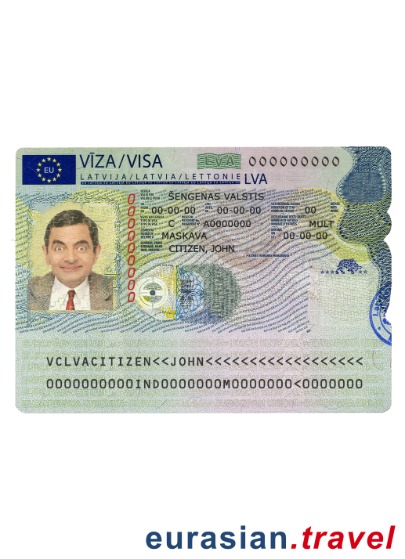 EU
VĪZA/VISA
LVA 000000000
LATVIJA/LATVIA/LETTONIE LVA
ŠENGENAS VALSTIS
00-00-00 00-00-00 00
C A0000000 MULT
MASKAVA 00-00-00
CITIZEN, JOHN
VCLVACITIZEN<<JOHN<<<<<<<<<<<<<<<<<<<
0000000000IND0000000M0000000<0000000
eurasian.travel